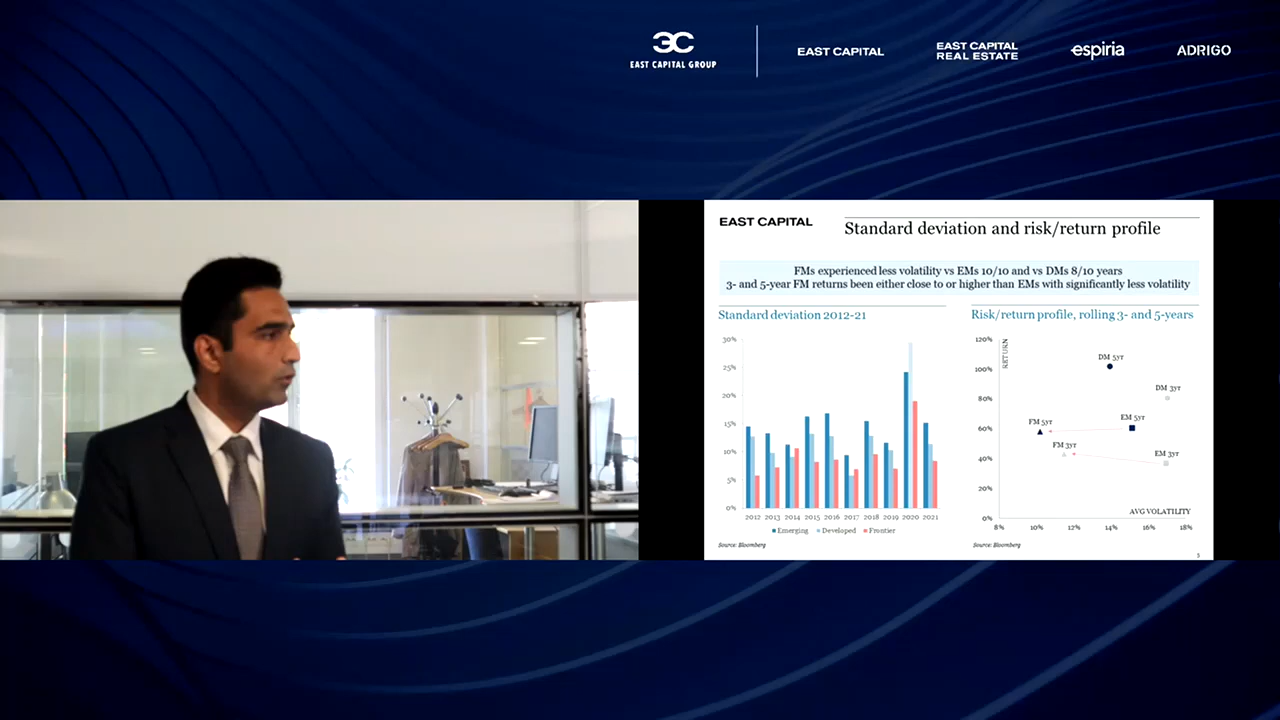 3C
EAST CAPITAL GROUP
EAST CAPITAL
EAST CAPITAL
REAL ESTATE
espiria
ADRIGO
EAST CAPITAL
Standard deviation and risk/return profile
FMs experienced less volatility vs EMs 10/10 and vs DMs 8/10 years
3- and 5-year FM returns been either close to or higher than EMs with significantly less volatility
Standard deviation 2012-21
30%
25%
20%
15%
10%
5%
0%
2012 2013 2014 2015 2016 2017 2018 2019 2020 2021
Emerging Developed Frontier
Source: Bloomberg
Risk/return profile, rolling 3- and 5-years
120%
100%
80%
60%
40%
20%
0%
RETURN
DM 5yr
DM 3yr
FM 5yr
EM 5yr
FM 3yr
EM 3yr
AVG VOLATILITY
8% 10% 12% 14% 16% 18%
Source: Bloomberg
5